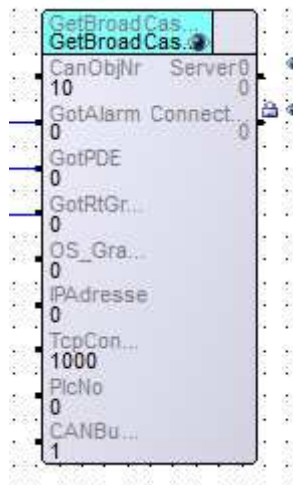 GetBroadCas...
GetBroadCas...
CanObjNr Server0
10 0
GotAlarm Connect...
0 0
GotPDE
0
GotRtGr...
0
OS_Gra...
0
IPAdresse
0
TcpCon...
1000
PlcNo
0
CANBu...
1